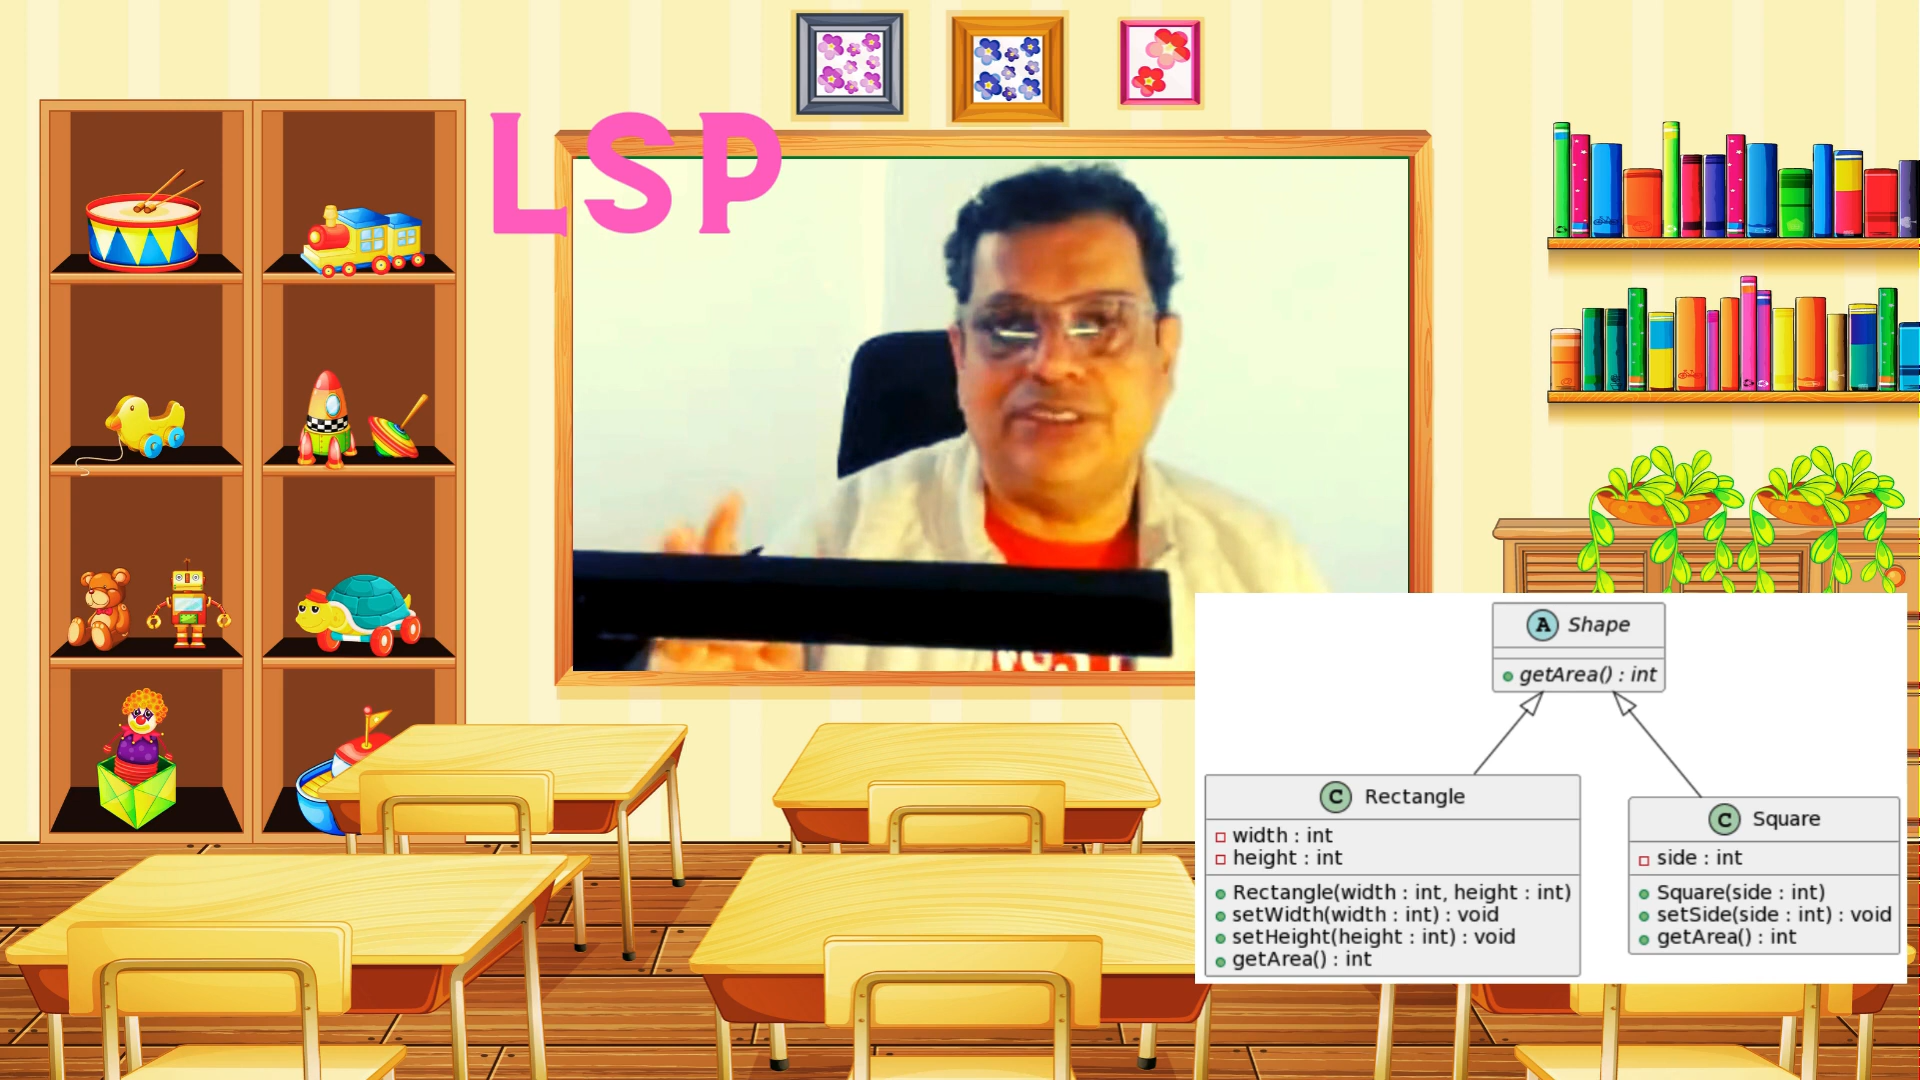 LSP
A Shape
getArea() : int
C Rectangle
width : int
height : int
Rectangle(width : int, height : int)
setWidth(width : int) : void
setHeight(height : int) : void
getArea() : int
C Square
side : int
Square(side : int)
setSide(side : int) : void
getArea() : int